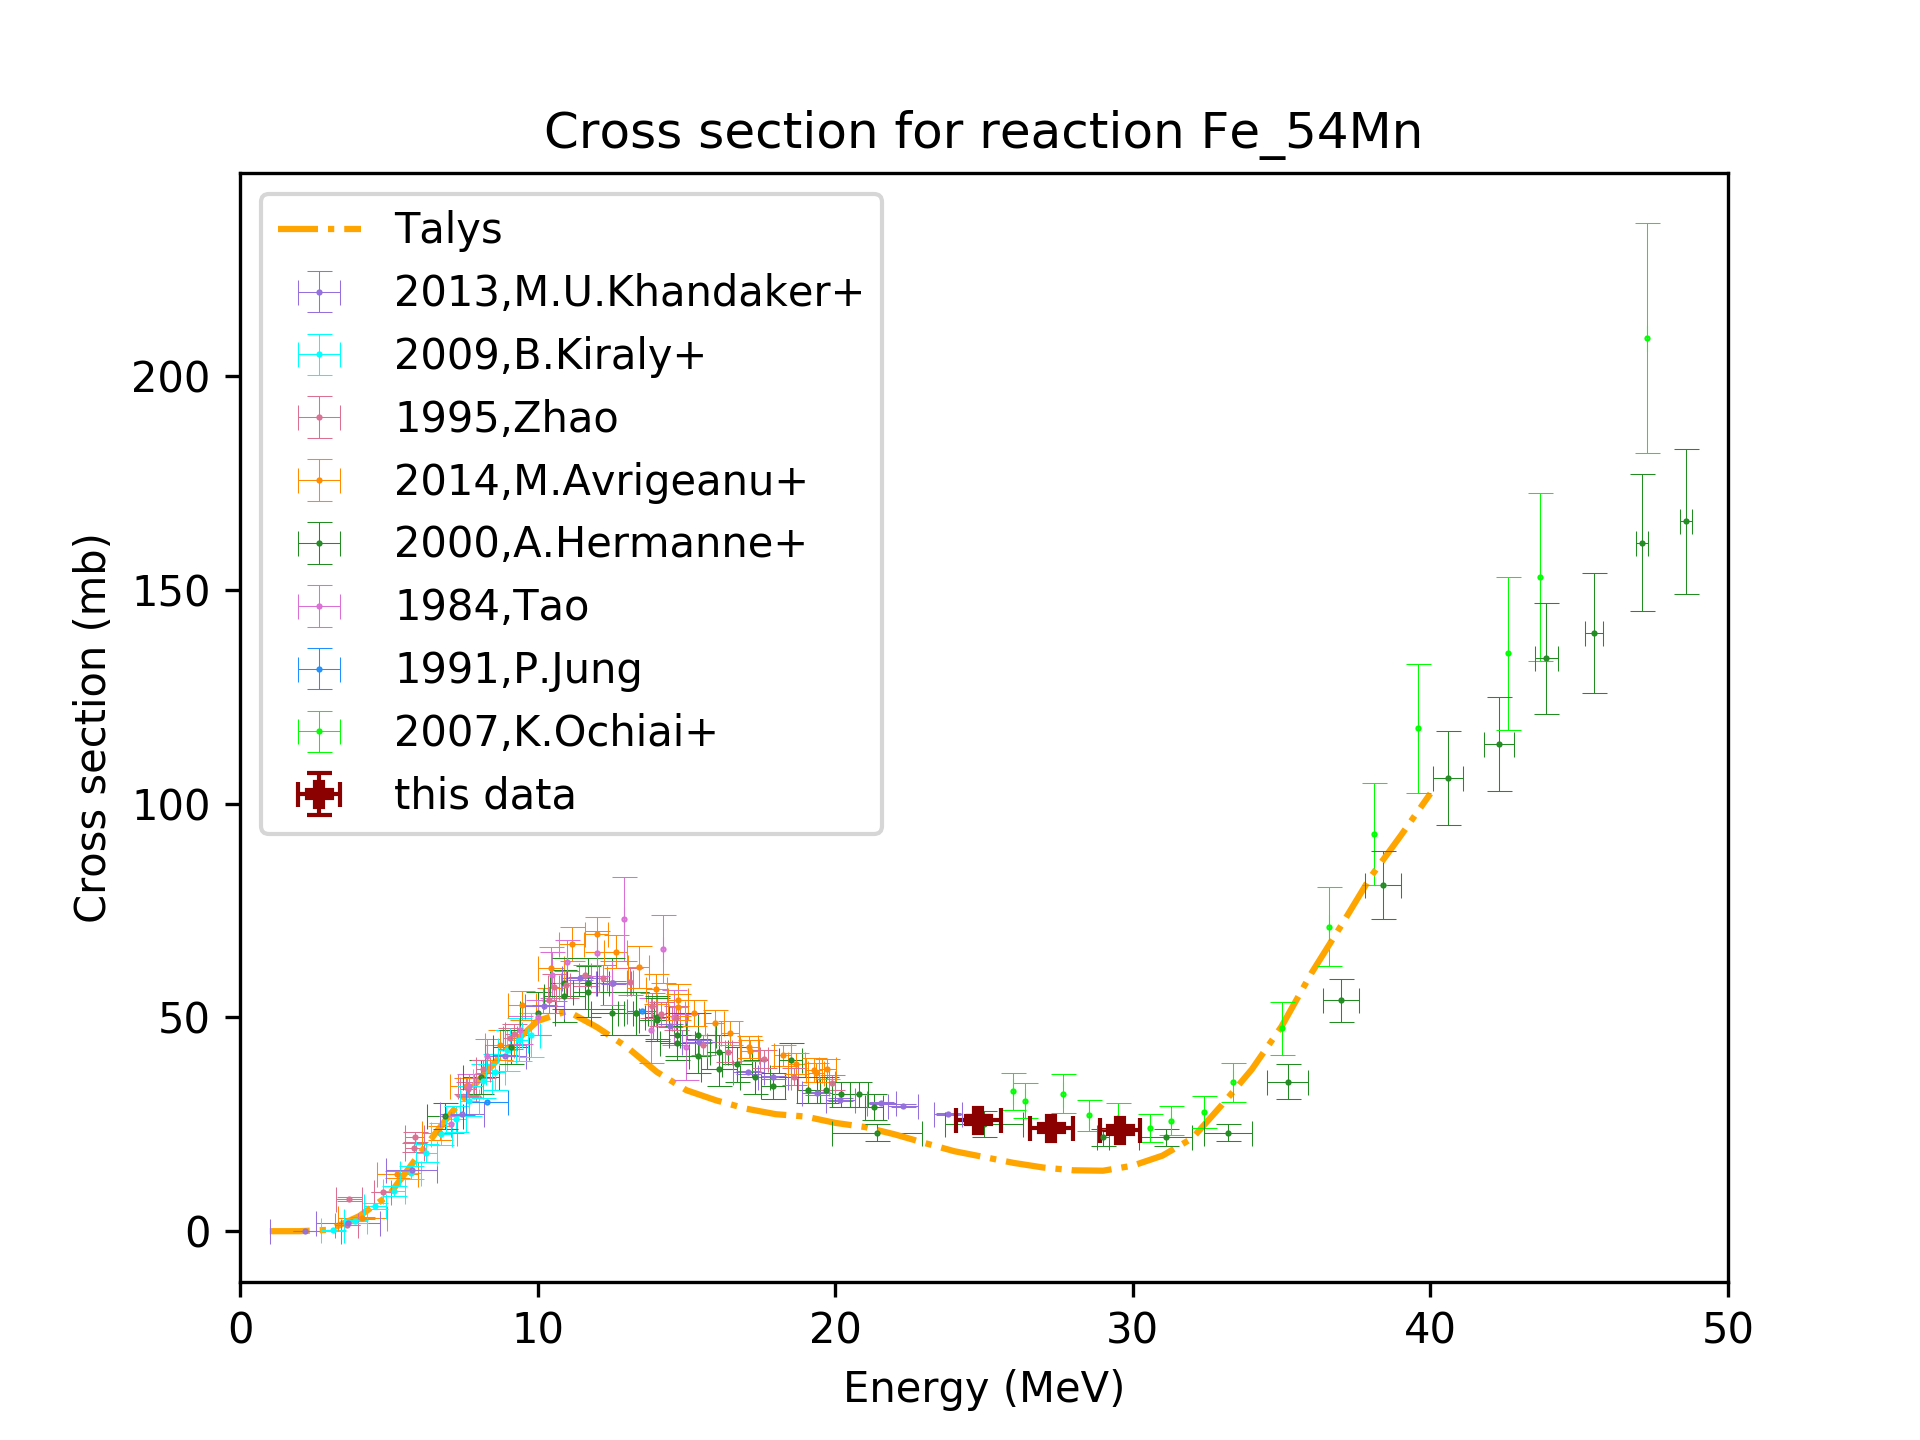 Cross section for reaction Fe_54Mn
Talys
2013,M.U.Khandaker+
2009,B.Kiraly+
1995,Zhao
2014,M.Avrigeanu+
2000,A.Hermanne+
1984,Tao
1991,P.Jung
2007,K.Ochiai+
this data
Cross section (mb)
200
150
100
50
0
0 10 20 30 40 50
Energy (MeV)